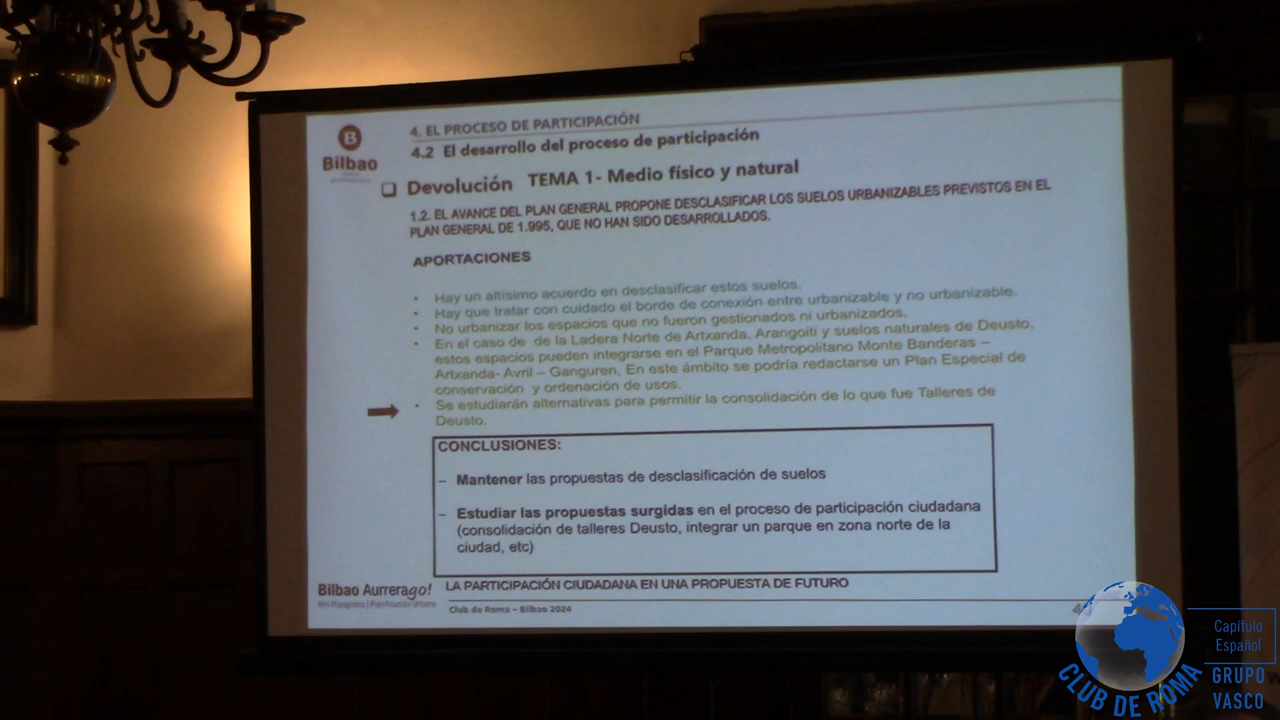 4. EL PROCESO DE PARTICIPACIÓN
4.2 El desarrollo del proceso de participación
B
Bilbao
Devolución TEMA 1- Medio físico y natural
1.2. EL AVANCE DEL PLAN GENERAL PROPONE DESCLASIFICAR LOS SUELOS URBANIZABLES PREVISTOS EN EL
PLAN GENERAL DE 1.995, QUE NO HAN SIDO DESARROLLADOS.
APORTACIONES
• Hay un altísimo acuerdo en desclasificar estos suelos.
• Hay que tratar con cuidado el borde de conexión entre urbanizable y no urbanizable.
• No urbanizar los espacios que no fueron gestionados ni urbanizados.
• En el caso de de la Ladera Norte de Artxanda, Arangoiti y suelos naturales de Deusto,
estos espacios pueden integrarse en el Parque Metropolitano Monte Banderas –
Artxanda- Avril – Ganguren. En este ámbito se podría redactarse un Plan Especial de
conservación y ordenación de usos.
• Se estudiarán alternativas para permitir la consolidación de lo que fue Talleres de
Deusto.
CONCLUSIONES:
– Mantener las propuestas de desclasificación de suelos
– Estudiar las propuestas surgidas en el proceso de participación ciudadana
(consolidación de talleres Deusto, integrar un parque en zona norte de la
ciudad, etc)
Bilbao Aurrerago!
LA PARTICIPACIÓN CIUDADANA EN UNA PROPUESTA DE FUTURO
Club de Roma – Bilbao 2024
CLUB DE ROMA
Capítulo
Español
GRUPO
VASCO